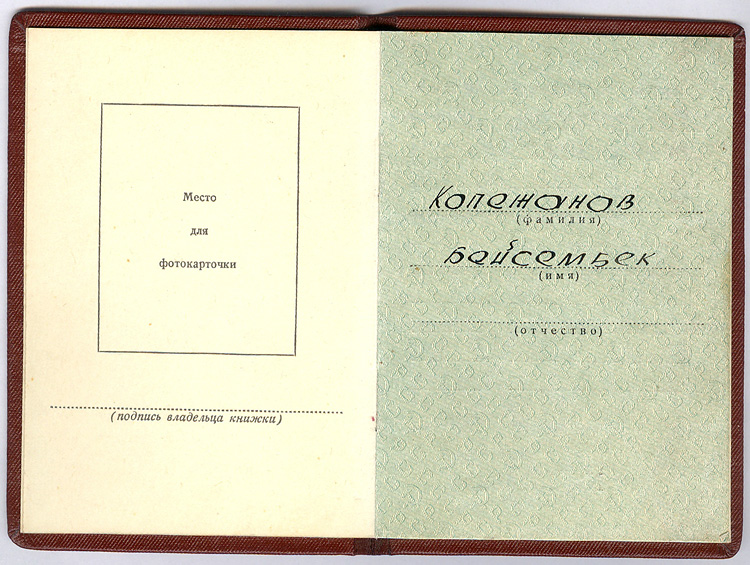 Место
для
фотокарточки
(подпись владельца книжки)
Копежанов
(фамилия)
Бейсембек
(имя)
(отчество)